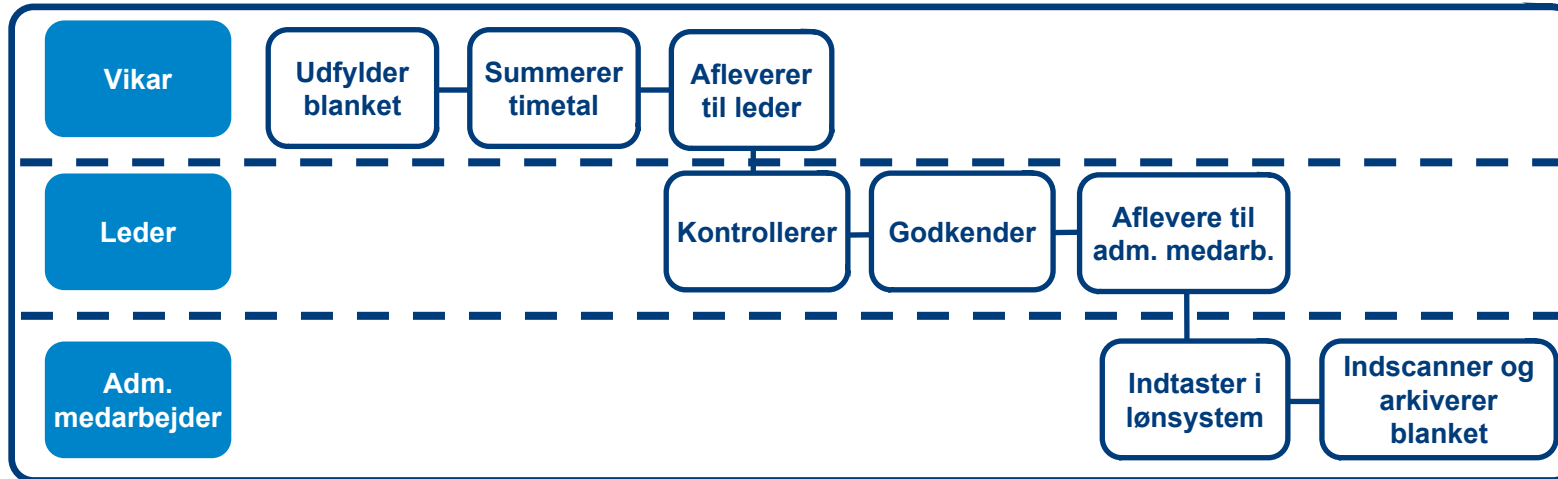 Vikar
Udfylder
blanket
Summerer
timetal
Afleverer
til leder
Leder
Kontrollerer
Godkender
Aflevere til
adm. medarb.
Adm.
medarbejder
Indtaster i
lønsystem
Indscanner og
arkiverer
blanket